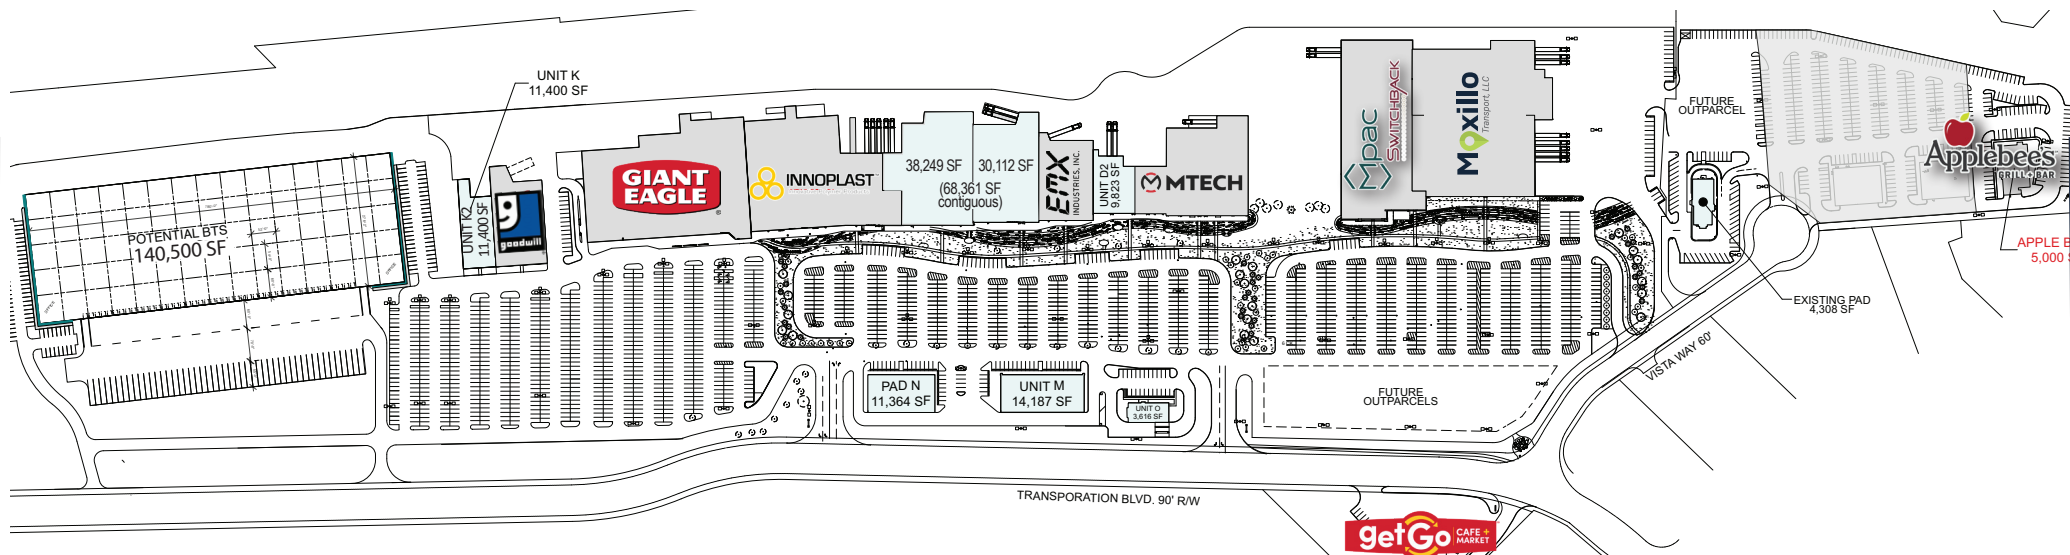 UNIT K
11,400 SF
POTENTIAL BTS
140,500 SF
UNIT K2
11,400 SF
goodwill
GIANT
EAGLE
INNOPLAST
38,249 SF
30,112 SF
(68,361 SF
contiguous)
EMX
INDUSTRIES, INC.
UNIT D2
9,823 SF
MTECH
mpac
SWITCHBACK
Moxillo
Transport, LLC
FUTURE
OUTPARCEL
Applebees
GRILL + BAR
APPLE B
5,000
EXISTING PAD
4,308 SF
VISTA WAY 60'
PAD N
11,364 SF
UNIT M
14,187 SF
UNIT O
3,616 SF
FUTURE
OUTPARCELS
TRANSPORATION BLVD. 90' R/W
getGo
CAFE +
MARKET